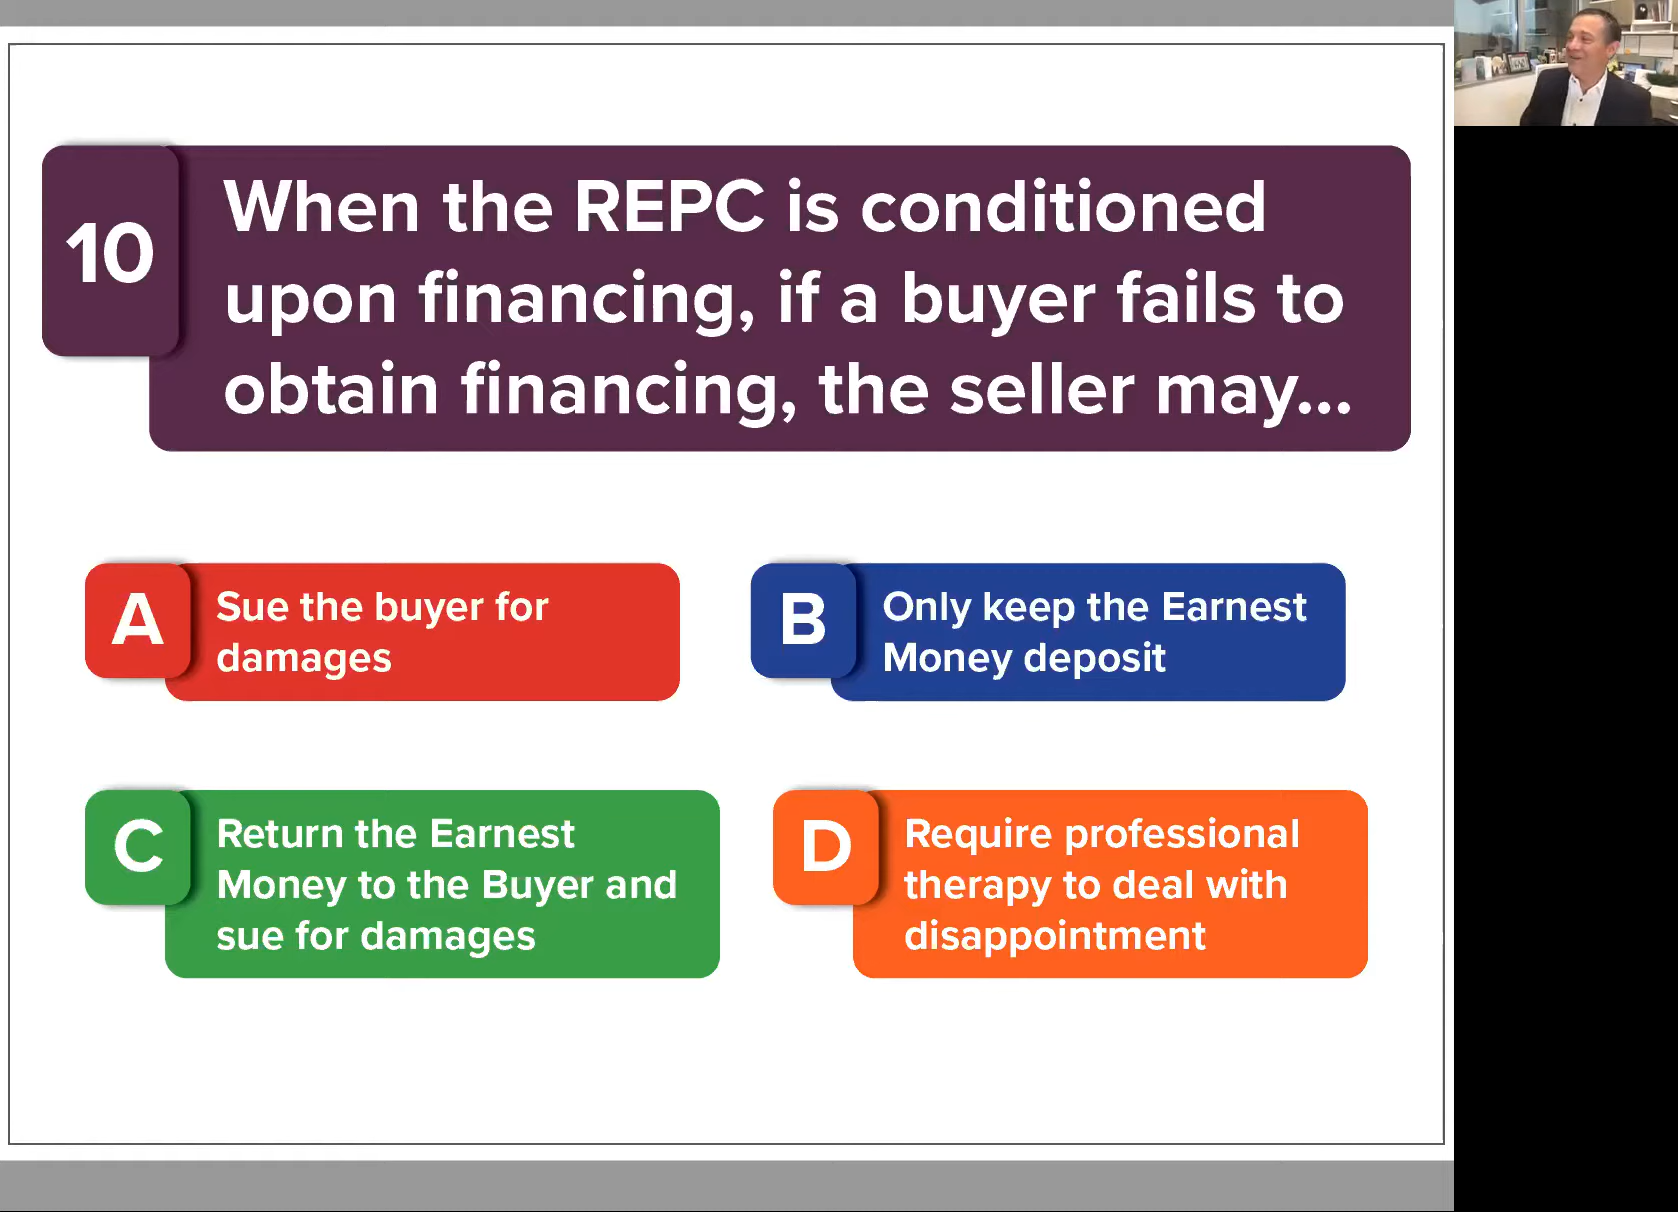 10
When the REPC is conditioned
upon financing, if a buyer fails to
obtain financing, the seller may...
A
Sue the buyer for
damages
B
Only keep the Earnest
Money deposit
C
Return the Earnest
Money to the Buyer and
sue for damages
D
Require professional
therapy to deal with
disappointment